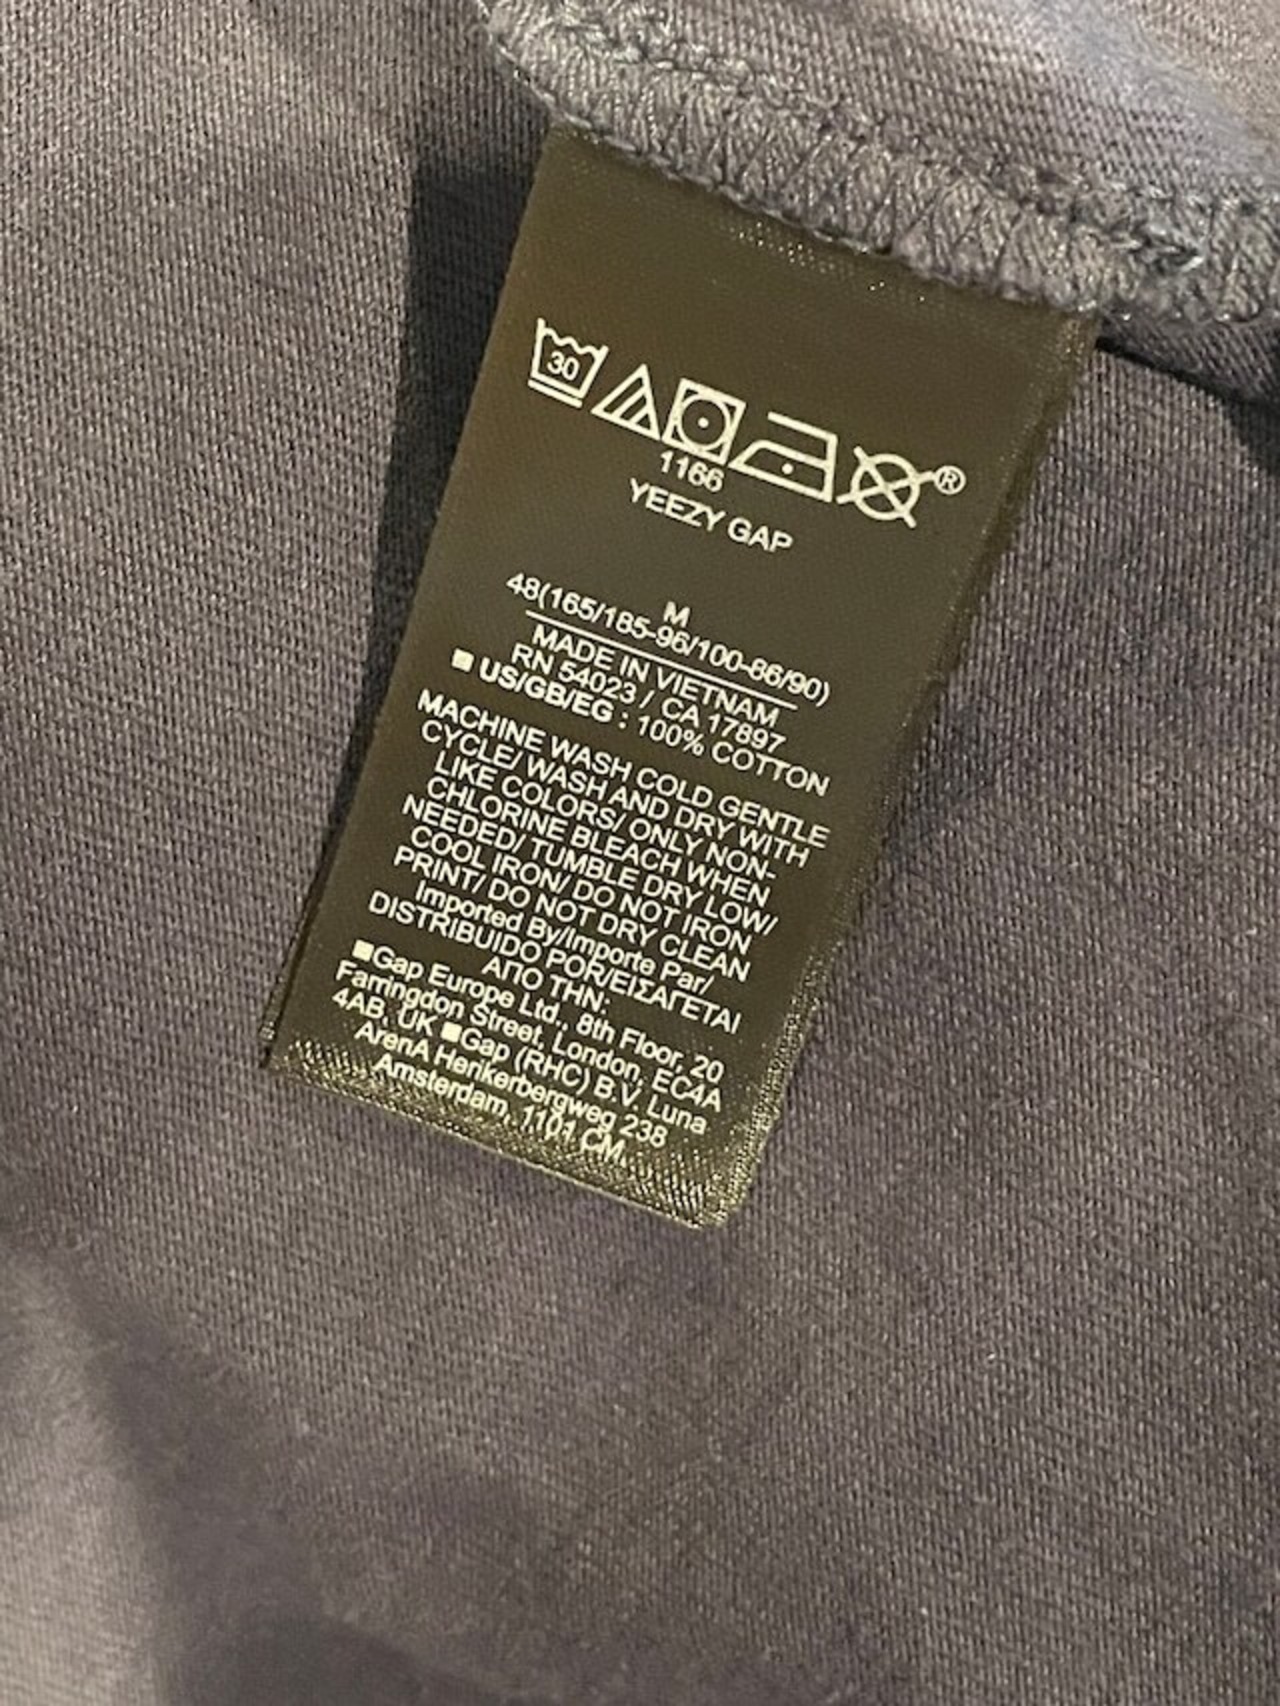 30
®
1166
YEEZY GAP
M
48(165/185-96/100-86/90)
MADE IN VIETNAM
RN 54023 / CA 17897
■ US/GB/EG : 100% COTTON
MACHINE WASH COLD GENTLE
CYCLE/ WASH AND DRY WITH
LIKE COLORS/ ONLY NON-
CHLORINE BLEACH WHEN
NEEDED/ TUMBLE DRY LOW/
COOL IRON/ DO NOT IRON
PRINT/ DO NOT DRY CLEAN
Imported By/Importe Par/
DISTRIBUIDO POR/ΕΙΣΑΓΕΤΑΙ
ΑΠΟ ΤΗΝ:
■Gap Europe Ltd., 8th Floor, 20
Farringdon Street, London, EC4A
4AB, UK ■Gap (RHC) B.V. Luna
ArenA Herikerbergweg 238
Amsterdam, 1101 CM.